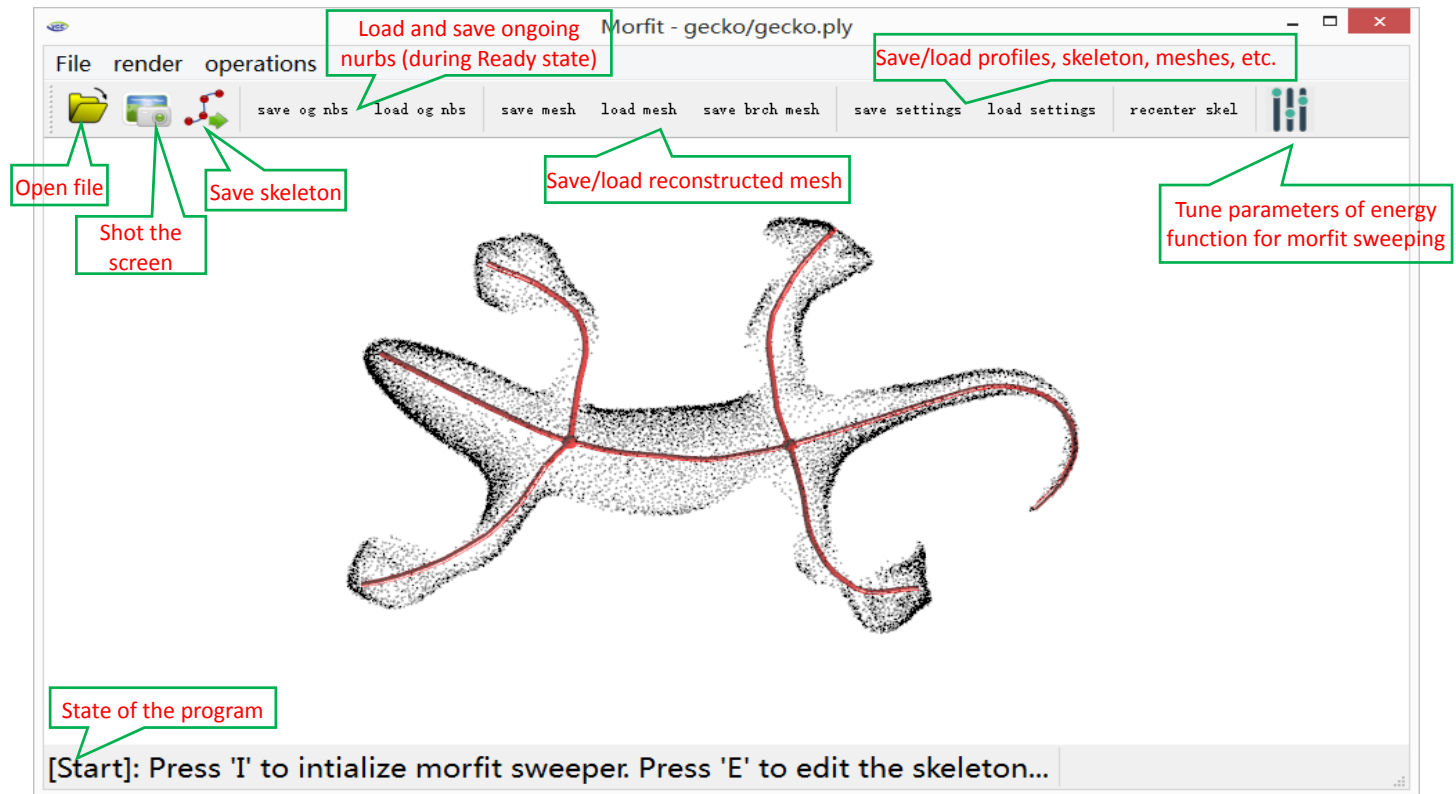 VCC
Morfit - gecko/gecko.ply
Load and save ongoing
nurbs (during Ready state)
Save/load profiles, skeleton, meshes, etc.
File render operations
save og nbs load og nbs save mesh load mesh save brch mesh save settings load settings recenter skel
Open file
Save skeleton
Save/load reconstructed mesh
Shot the
screen
Tune parameters of energy
function for morfit sweeping
State of the program
[Start]: Press 'I' to intialize morfit sweeper. Press 'E' to edit the skeleton...